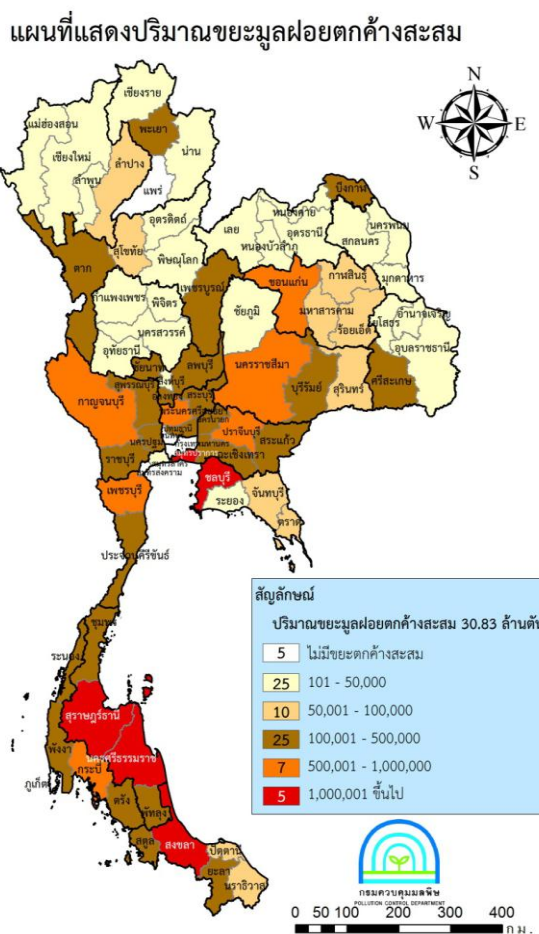 แผนที่แสดงปริมาณขยะมูลฝอยตกค้างสะสม
N
W
E
S
เชียงราย
แม่ฮ่องสอน
พะเยา
เชียงใหม่
น่าน
ลำปาง
ลำพูน
แพร่
บึงกาฬ
อุตรดิตถ์
หนองคาย
เลย
นครพนม
อุดรธานี
สกลนคร
สุโขทัย
หนองบัวลำภู
พิษณุโลก
ตาก
ขอนแก่น
กาฬสินธุ์
มุกดาหาร
เพชรบูรณ์
กำแพงเพชร
พิจิตร
มหาสารคาม
ชัยภูมิ
ร้อยเอ็ด
ยโสธร
อำนาจเจริญ
นครสวรรค์
อุบลราชธานี
อุทัยธานี
ชัยนาท
ลพบุรี
นครราชสีมา
บุรีรัมย์
สุรินทร์
ศรีสะเกษ
สุพรรณบุรี
สระบุรี
กาญจนบุรี
ปราจีนบุรี
สระแก้ว
นครปฐม
ราชบุรี
ฉะเชิงเทรา
ชลบุรี
เพชรบุรี
ระยอง
จันทบุรี
ตราด
ประจวบคีรีขันธ์
ชุมพร
ระนอง
สุราษฎร์ธานี
พังงา
นครศรีธรรมราช
กระบี่
ภูเก็ต
ตรัง
พัทลุง
สตูล
สงขลา
ปัตตานี
ยะลา
นราธิวาส
สัญลักษณ์
ปริมาณขยะมูลฝอยตกค้างสะสม 30.83 ล้านตัน
5 ไม่มีขยะตกค้างสะสม
25 101 - 50,000
10 50,001 - 100,000
25 100,001 - 500,000
7 500,001 - 1,000,000
5 1,000,001 ขึ้นไป
กรมควบคุมมลพิษ
POLLUTION CONTROL DEPARTMENT
0 50 100 200 300 400
กม.